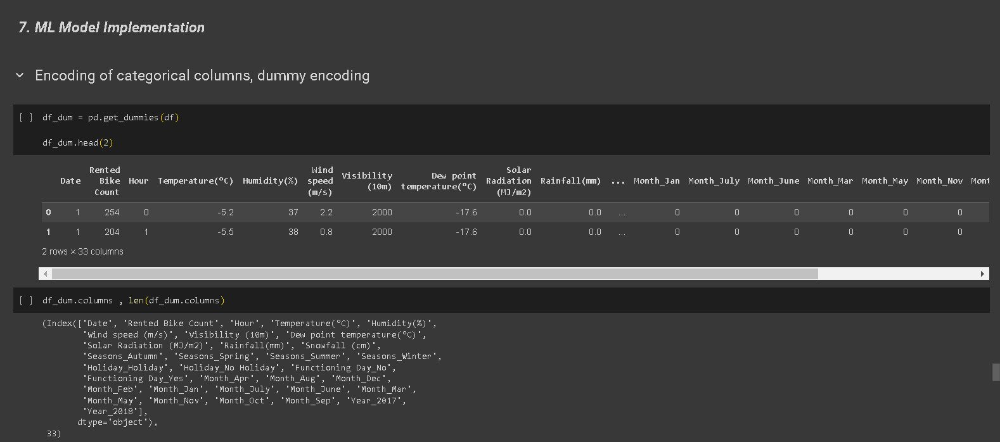 7. ML Model Implementation
Encoding of categorical columns, dummy encoding
[ ] df_dum = pd.get_dummies(df)
df_dum.head(2)
Date Rented Bike Count Hour Temperature(°C) Humidity(%) Wind speed (m/s) Visibility (10m) Dew point temperature(°C) Solar Radiation (MJ/m2) Rainfall(mm) ... Month_Jan Month_July Month_June Month_Mar Month_May Month_Nov Mont
0 1 254 0 -5.2 37 2.2 2000 -17.6 0.0 0.0 ... 0 0 0 0 0 0
1 1 204 1 -5.5 38 0.8 2000 -17.6 0.0 0.0 ... 0 0 0 0 0 0
2 rows × 33 columns
[ ] df_dum.columns , len(df_dum.columns)
(Index(['Date', 'Rented Bike Count', 'Hour', 'Temperature(°C)', 'Humidity(%)',
'Wind speed (m/s)', 'Visibility (10m)', 'Dew point temperature(°C)',
'Solar Radiation (MJ/m2)', 'Rainfall(mm)', 'Snowfall (cm)',
'Seasons_Autumn', 'Seasons_Spring', 'Seasons_Summer', 'Seasons_Winter',
'Holiday_Holiday', 'Holiday_No Holiday', 'Functioning Day_No',
'Functioning Day_Yes', 'Month_Apr', 'Month_Aug', 'Month_Dec',
'Month_Feb', 'Month_Jan', 'Month_July', 'Month_June', 'Month_Mar',
'Month_May', 'Month_Nov', 'Month_Oct', 'Month_Sep', 'Year_2017',
'Year_2018'],
dtype='object'),
33)